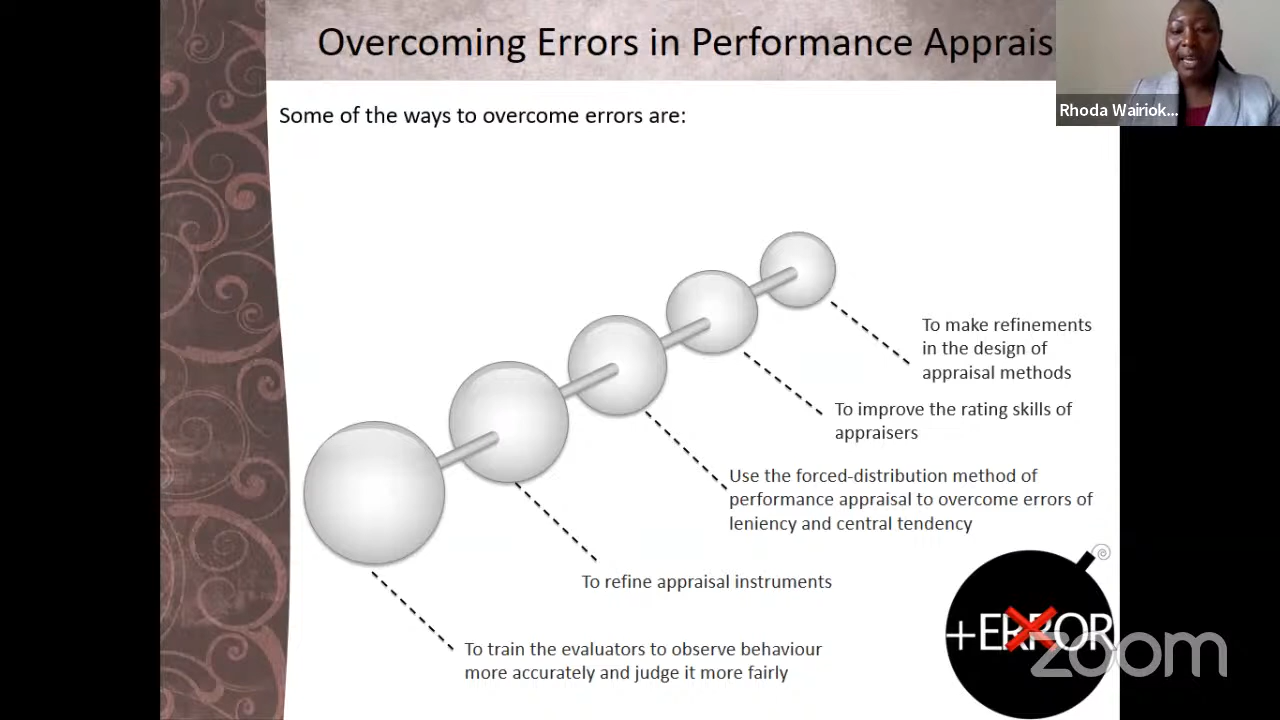 Overcoming Errors in Performance Apprais
Rhoda Wairiok...
Some of the ways to overcome errors are:
To make refinements
in the design of
appraisal methods
To improve the rating skills of
appraisers
Use the forced-distribution method of
performance appraisal to overcome errors of
leniency and central tendency
To refine appraisal instruments
To train the evaluators to observe behaviour
more accurately and judge it more fairly
+ERROR
zoom